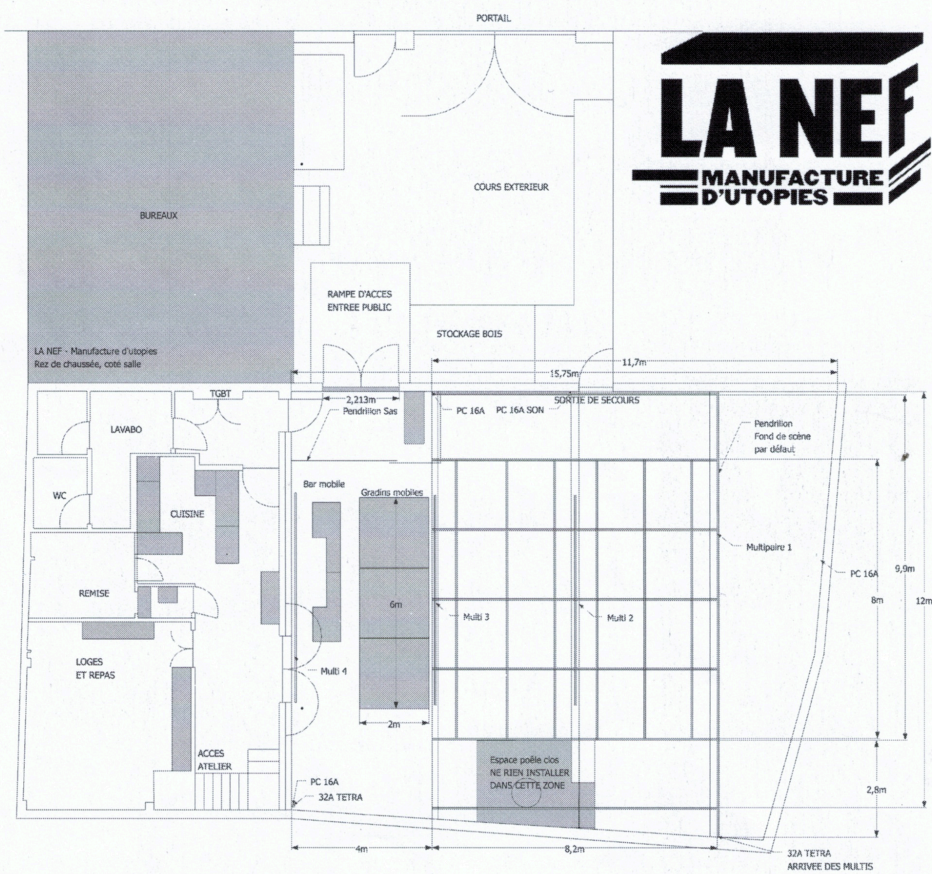 PORTAIL
LA NEF
MANUFACTURE
D'UTOPIES
COURS EXTERIEUR
BUREAUX
RAMPE D'ACCES
ENTREE PUBLIC
STOCKAGE BOIS
LA NEF - Manufacture d'utopies
Rez de chaussée, coté salle
11,7m
15,75m
TGBT
2,213m
Pendrillon Sas
PC 16A
PC 16A SON
SORTIE DE SECOURS
LAVABO
Pendrillon
Fond de scène
par défaut
Bar mobile
Gradins mobiles
WC
CUISINE
Multipaire 1
PC 16A
9,9m
8m
12m
REMISE
6m
Multi 3
Multi 2
LOGES
ET REPAS
Multi 4
2m
ACCES
ATELIER
Espace poêle clos
NE RIEN INSTALLER
DANS CETTE ZONE
PC 16A
32A TETRA
2,8m
4m
8,2m
32A TETRA
ARRIVEE DES MULTIS